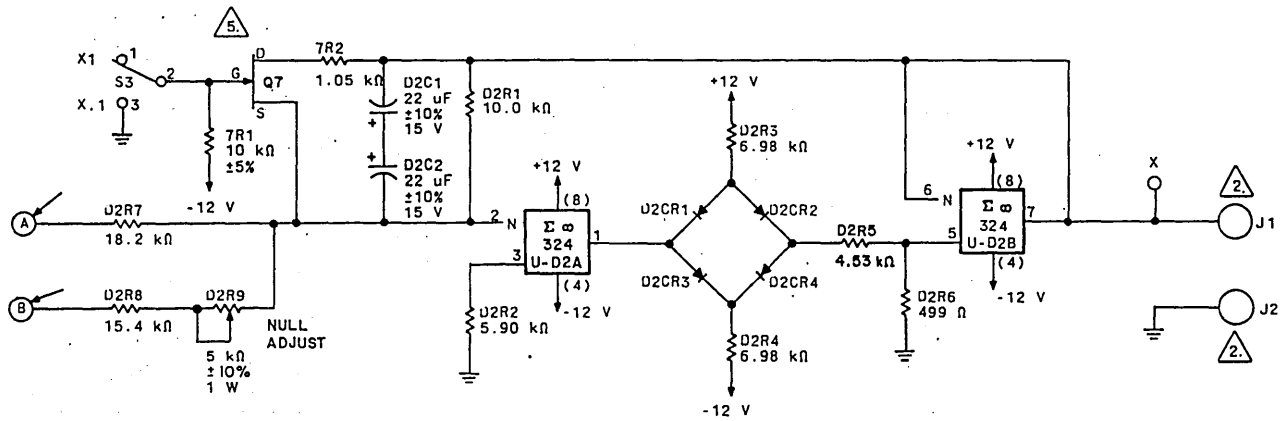 5.
X1
1
2
S3
X.1
3
D
G
Q7
S
7R1
10 kΩ
±5%
-12 V
7R2
1.05 kΩ
D2C1
22 uF
±10%
15 V
+
+
D2C2
22 uF
±10%
15 V
D2R1
10.0 kΩ
A
D2R7
18.2 kΩ
B
D2R8
15.4 kΩ
D2R9
NULL
ADJUST
5 kΩ
±10%
1 W
2
N
3
+12 V
(8)
Σ ∞
324
U-D2A
1
(4)
-12 V
D2R2
5.90 kΩ
+12 V
D2R3
6.98 kΩ
D2CR1
D2CR2
D2CR3
D2CR4
D2R4
6.98 kΩ
-12 V
D2R5
4.53 kΩ
D2R6
499 Ω
6
N
5
+12 V
(8)
Σ ∞
324
U-D2B
7
(4)
-12 V
X
2.
J1
J2
2.